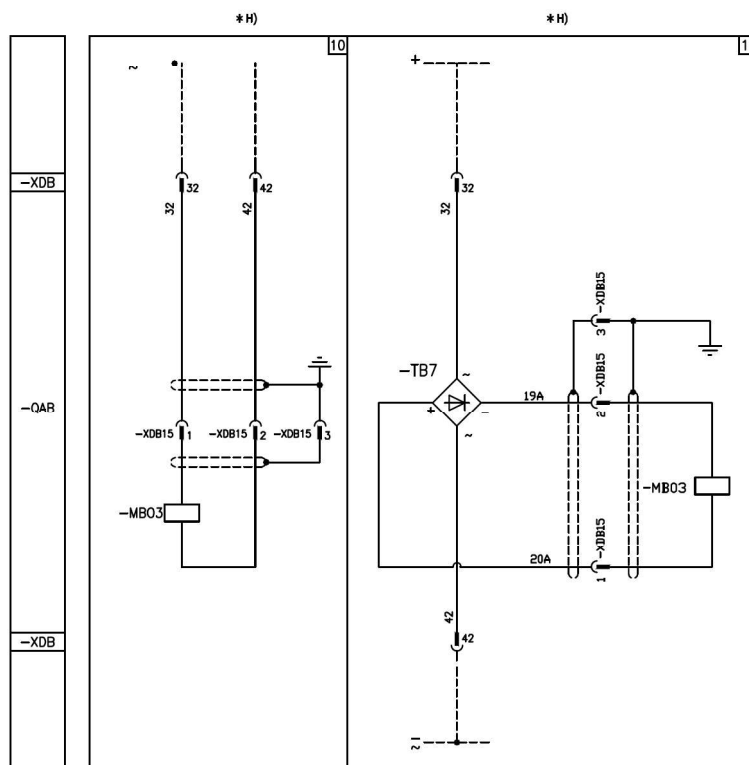 *H)
*H)
10
1
~
+
-XDB
32
42
32
32
42
32
-XDB15
3
-TB7
~
-XDB15
19A
+
-
2
-QAB
-XDB15
1
-XDB15
2
-XDB15
3
~
-MB03
-MB03
-XDB15
20A
1
42
-XDB
42
~